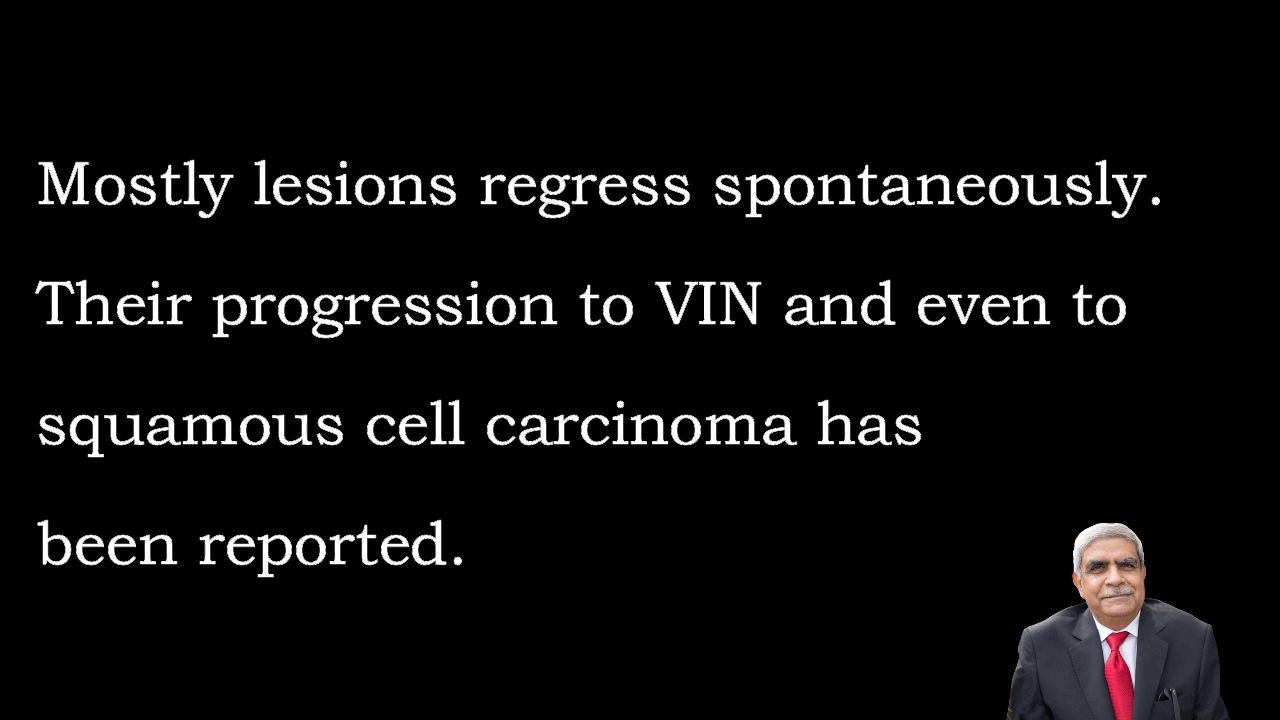 Mostly lesions regress spontaneously.
Their progression to VIN and even to
squamous cell carcinoma has
been reported.